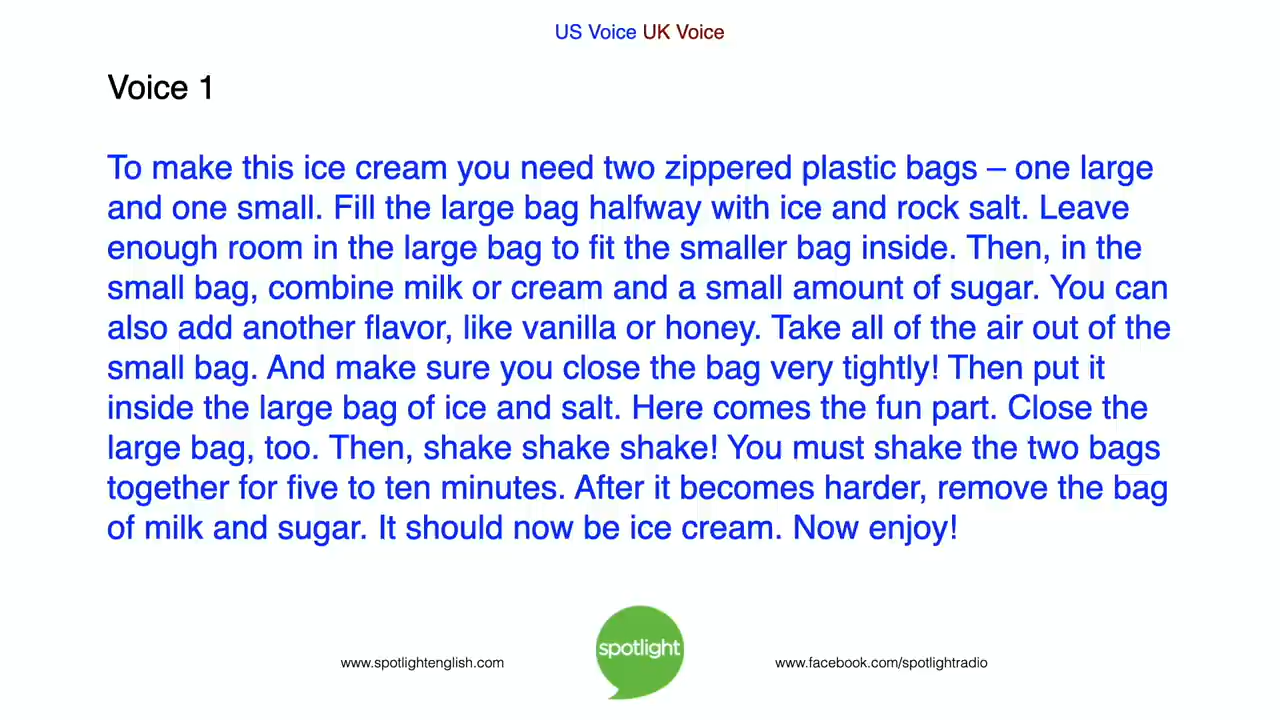 US Voice UK Voice
Voice 1
To make this ice cream you need two zippered plastic bags – one large
and one small. Fill the large bag halfway with ice and rock salt. Leave
enough room in the large bag to fit the smaller bag inside. Then, in the
small bag, combine milk or cream and a small amount of sugar. You can
also add another flavor, like vanilla or honey. Take all of the air out of the
small bag. And make sure you close the bag very tightly! Then put it
inside the large bag of ice and salt. Here comes the fun part. Close the
large bag, too. Then, shake shake shake! You must shake the two bags
together for five to ten minutes. After it becomes harder, remove the bag
of milk and sugar. It should now be ice cream. Now enjoy!
spotlight
www.spotlightenglish.com
www.facebook.com/spotlightradio